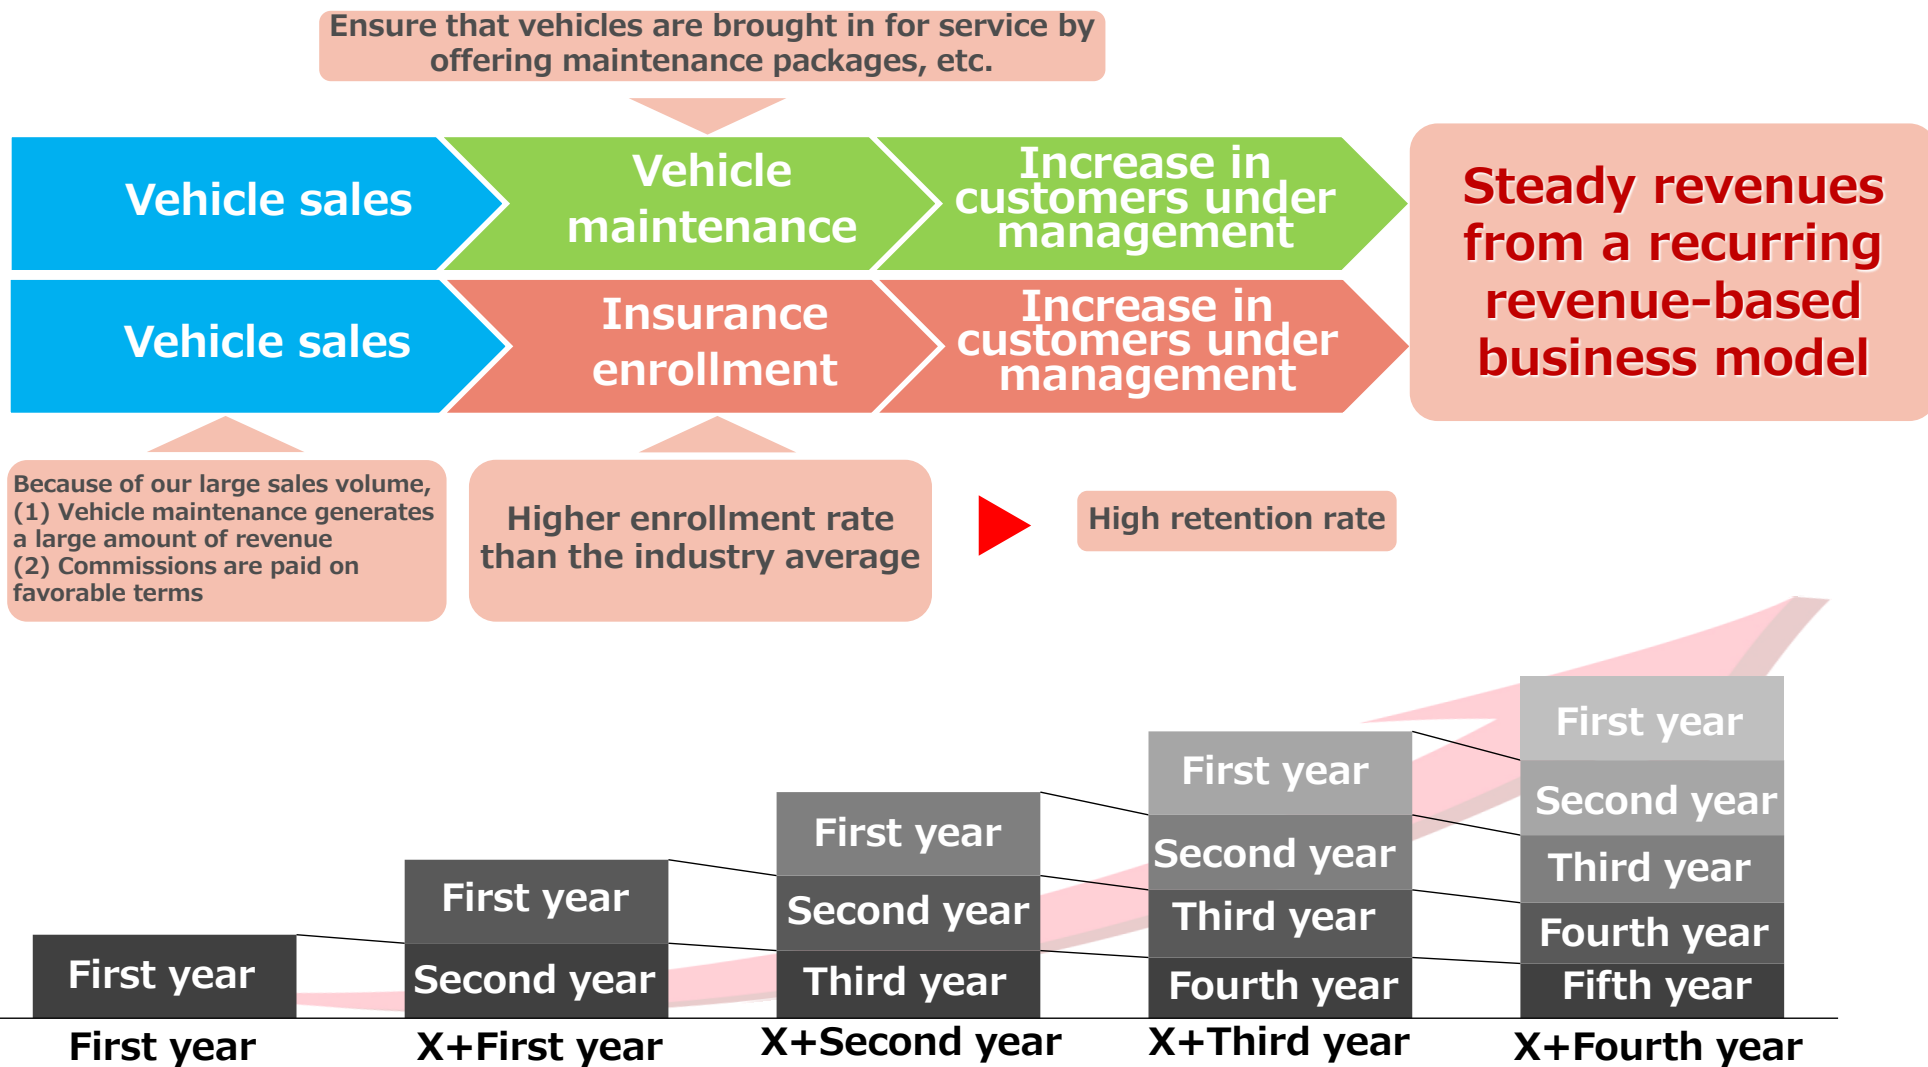 Ensure that vehicles are brought in for service by
offering maintenance packages, etc.
Vehicle sales
Vehicle
maintenance
Increase in
customers under
management
Vehicle sales
Insurance
enrollment
Increase in
customers under
management
Steady revenues
from a recurring
revenue-based
business model
Because of our large sales volume,
(1) Vehicle maintenance generates
a large amount of revenue
(2) Commissions are paid on
favorable terms
Higher enrollment rate
than the industry average
High retention rate
First year
First year
First year
Second year
X+First year
First year
Second year
Third year
X+Second year
First year
Second year
Third year
Fourth year
X+Third year
First year
Second year
Third year
Fourth year
Fifth year
X+Fourth year